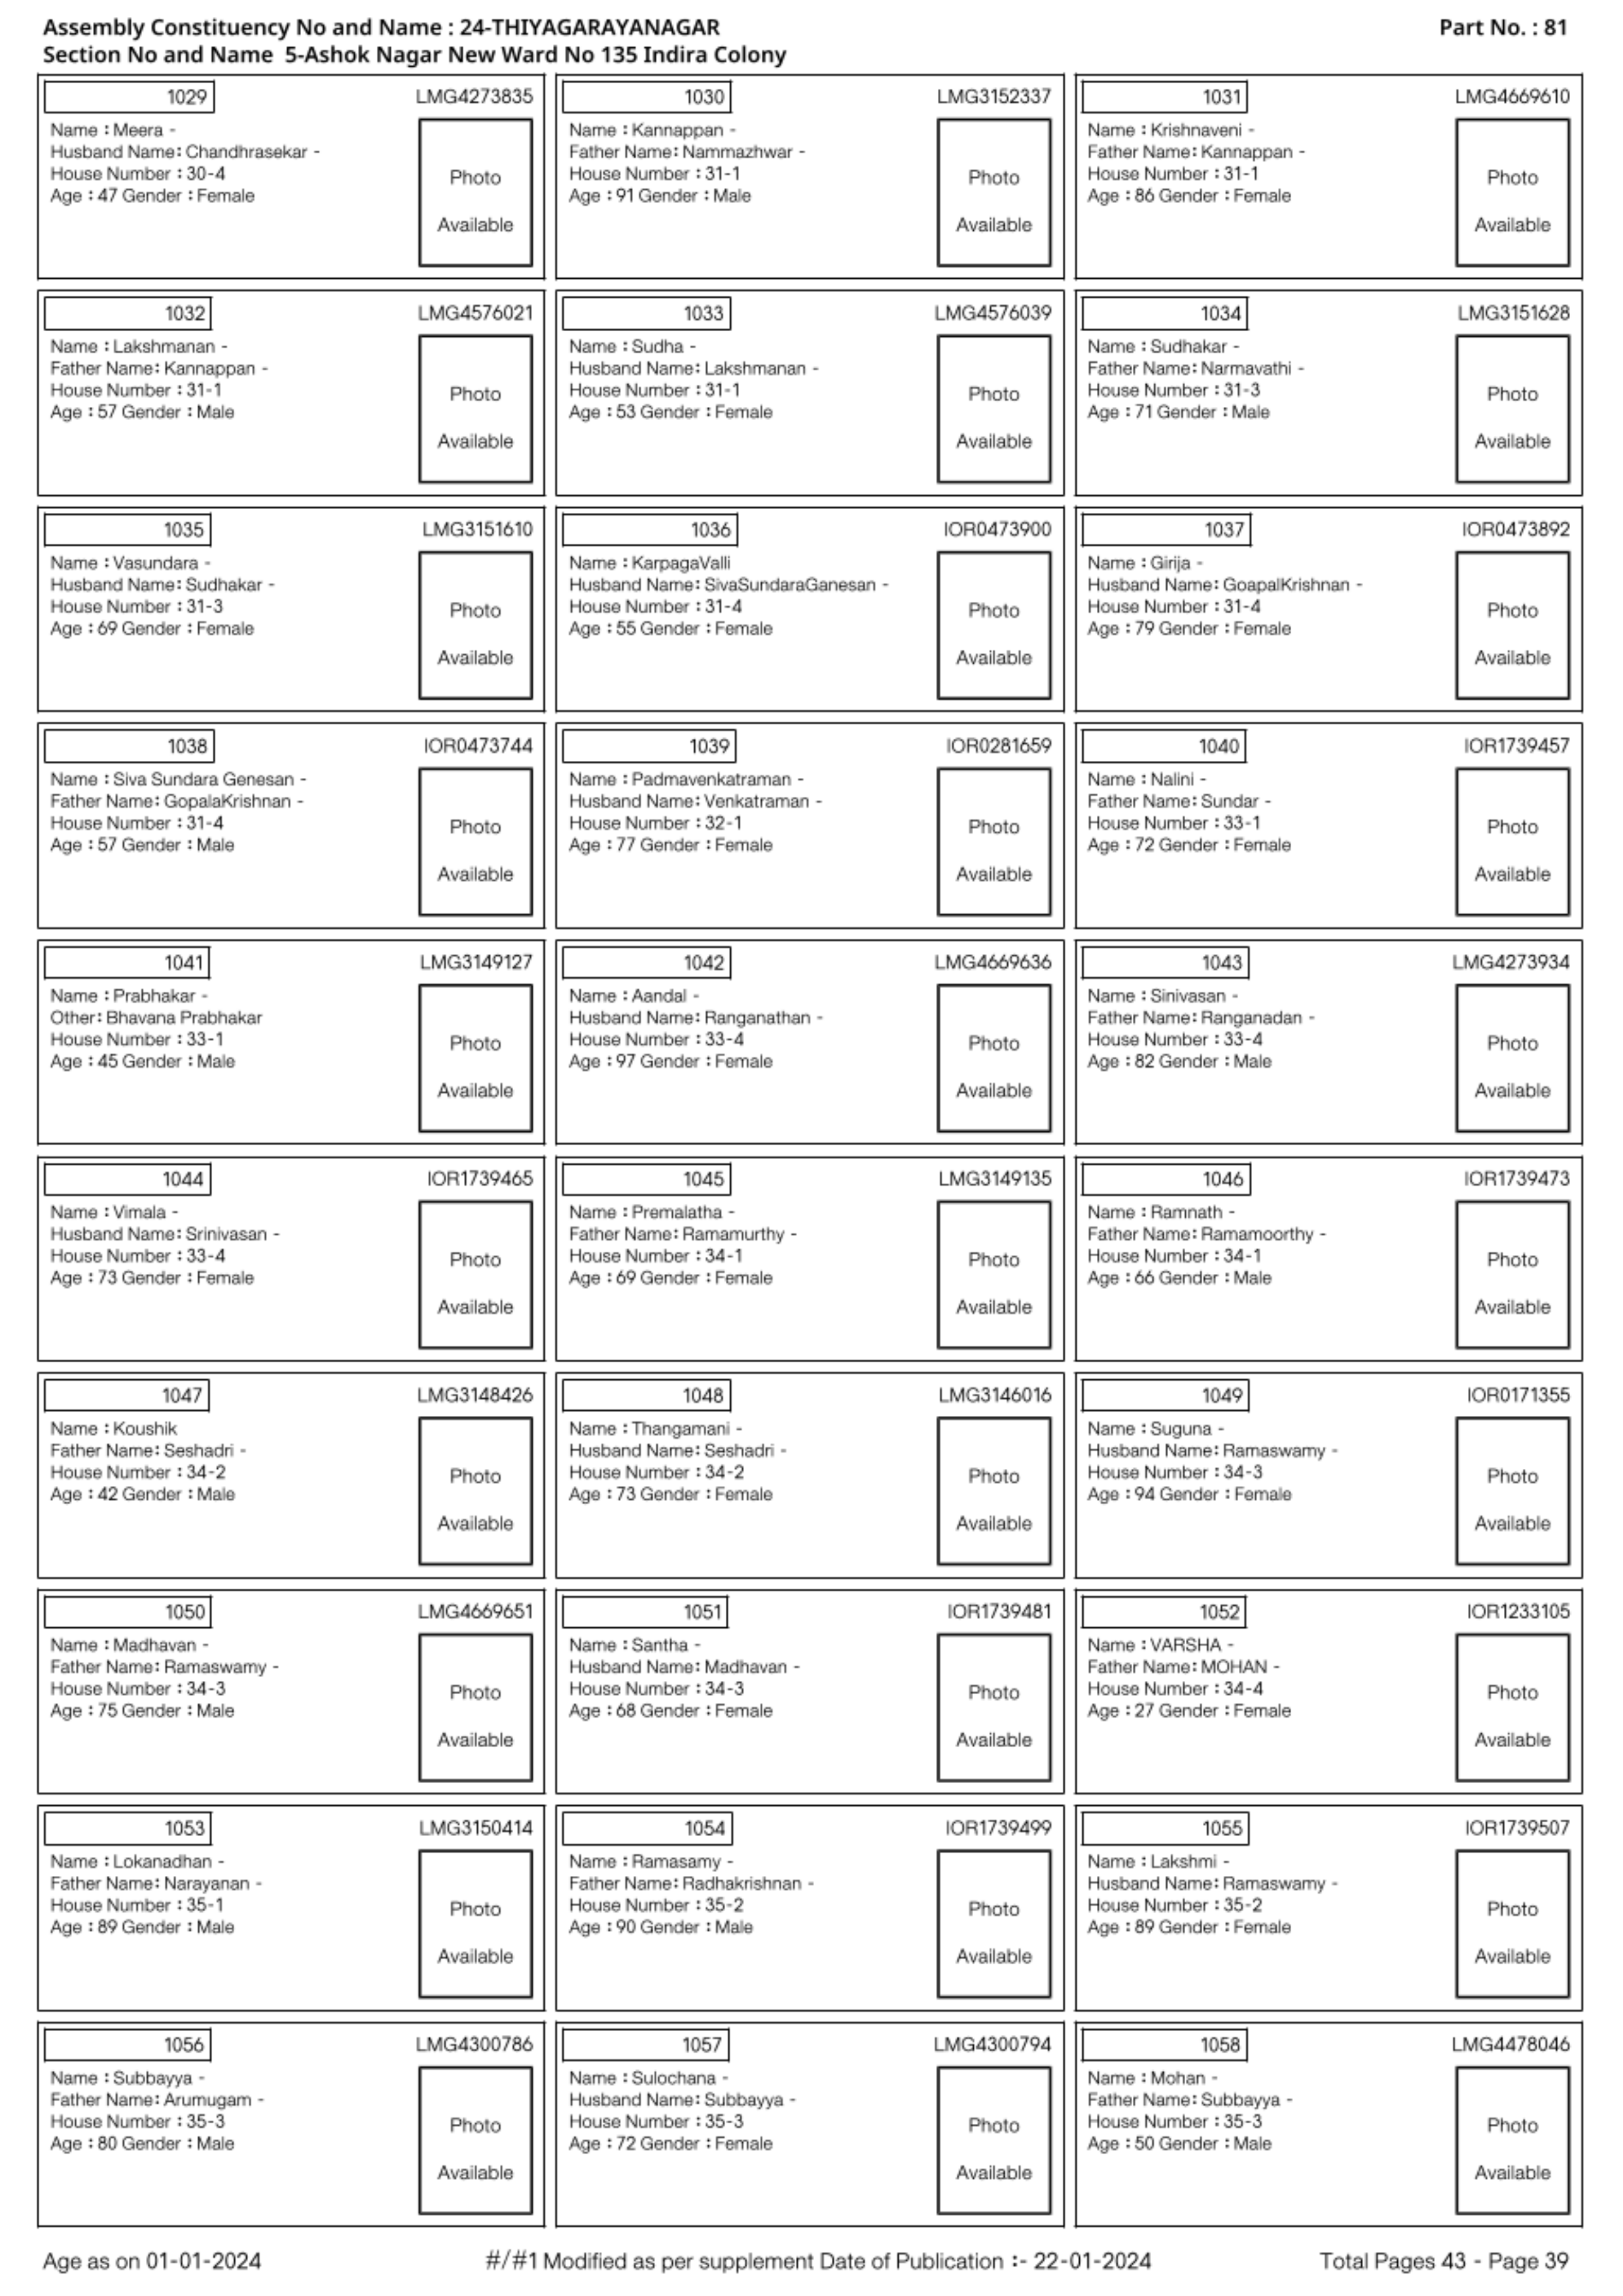 Assembly Constituency No and Name : 24-THIYAGARAYANAGAR Part No. : 81
Section No and Name 5-Ashok Nagar New Ward No 135 Indira Colony
1029 LMG4273835
Name : Meera -
Husband Name: Chandhrasekar -
House Number : 30-4
Age : 47 Gender : Female
Photo
Available
1030 LMG3152337
Name : Kannappan -
Father Name: Nammazhwar -
House Number : 31-1
Age : 91 Gender : Male
Photo
Available
1031 LMG4669610
Name : Krishnaveni -
Father Name: Kannappan -
House Number : 31-1
Age : 86 Gender : Female
Photo
Available
1032 LMG4576021
Name : Lakshmanan -
Father Name: Kannappan -
House Number : 31-1
Age : 57 Gender : Male
Photo
Available
1033 LMG4576039
Name : Sudha -
Husband Name: Lakshmanan -
House Number : 31-1
Age : 53 Gender : Female
Photo
Available
1034 LMG3151628
Name : Sudhakar -
Father Name: Narmavathi -
House Number : 31-3
Age : 71 Gender : Male
Photo
Available
1035 LMG3151610
Name : Vasundara -
Husband Name: Sudhakar -
House Number : 31-3
Age : 69 Gender : Female
Photo
Available
1036 IOR0473900
Name : KarpagaValli
Husband Name: SivaSundaraGanesan -
House Number : 31-4
Age : 55 Gender : Female
Photo
Available
1037 IOR0473892
Name : Girija -
Husband Name: GoapalKrishnan -
House Number : 31-4
Age : 79 Gender : Female
Photo
Available
1038 IOR0473744
Name : Siva Sundara Genesan -
Father Name: GopalaKrishnan -
House Number : 31-4
Age : 57 Gender : Male
Photo
Available
1039 IOR0281659
Name : Padmavenkatraman -
Husband Name: Venkatraman -
House Number : 32-1
Age : 77 Gender : Female
Photo
Available
1040 IOR1739457
Name : Nalini -
Father Name: Sundar -
House Number : 33-1
Age : 72 Gender : Female
Photo
Available
1041 LMG3149127
Name : Prabhakar -
Other: Bhavana Prabhakar
House Number : 33-1
Age : 45 Gender : Male
Photo
Available
1042 LMG4669636
Name : Aandal -
Husband Name: Ranganathan -
House Number : 33-4
Age : 97 Gender : Female
Photo
Available
1043 LMG4273934
Name : Sinivasan -
Father Name: Ranganadan -
House Number : 33-4
Age : 82 Gender : Male
Photo
Available
1044 IOR1739465
Name : Vimala -
Husband Name: Srinivasan -
House Number : 33-4
Age : 73 Gender : Female
Photo
Available
1045 LMG3149135
Name : Premalatha -
Father Name: Ramamurthy -
House Number : 34-1
Age : 69 Gender : Female
Photo
Available
1046 IOR1739473
Name : Ramnath -
Father Name: Ramamoorthy -
House Number : 34-1
Age : 66 Gender : Male
Photo
Available
1047 LMG3148426
Name : Koushik
Father Name: Seshadri -
House Number : 34-2
Age : 42 Gender : Male
Photo
Available
1048 LMG3146016
Name : Thangamani -
Husband Name: Seshadri -
House Number : 34-2
Age : 73 Gender : Female
Photo
Available
1049 IOR0171355
Name : Suguna -
Husband Name: Ramaswamy -
House Number : 34-3
Age : 94 Gender : Female
Photo
Available
1050 LMG4669651
Name : Madhavan -
Father Name: Ramaswamy -
House Number : 34-3
Age : 75 Gender : Male
Photo
Available
1051 IOR1739481
Name : Santha -
Husband Name: Madhavan -
House Number : 34-3
Age : 68 Gender : Female
Photo
Available
1052 IOR1233105
Name : VARSHA -
Father Name: MOHAN -
House Number : 34-4
Age : 27 Gender : Female
Photo
Available
1053 LMG3150414
Name : Lokanadhan -
Father Name: Narayanan -
House Number : 35-1
Age : 89 Gender : Male
Photo
Available
1054 IOR1739499
Name : Ramasamy -
Father Name: Radhakrishnan -
House Number : 35-2
Age : 90 Gender : Male
Photo
Available
1055 IOR1739507
Name : Lakshmi -
Husband Name: Ramaswamy -
House Number : 35-2
Age : 89 Gender : Female
Photo
Available
1056 LMG4300786
Name : Subbayya -
Father Name: Arumugam -
House Number : 35-3
Age : 80 Gender : Male
Photo
Available
1057 LMG4300794
Name : Sulochana -
Husband Name: Subbayya -
House Number : 35-3
Age : 72 Gender : Female
Photo
Available
1058 LMG4478046
Name : Mohan -
Father Name: Subbayya -
House Number : 35-3
Age : 50 Gender : Male
Photo
Available
Age as on 01-01-2024 #/#1 Modified as per supplement Date of Publication :- 22-01-2024 Total Pages 43 - Page 39